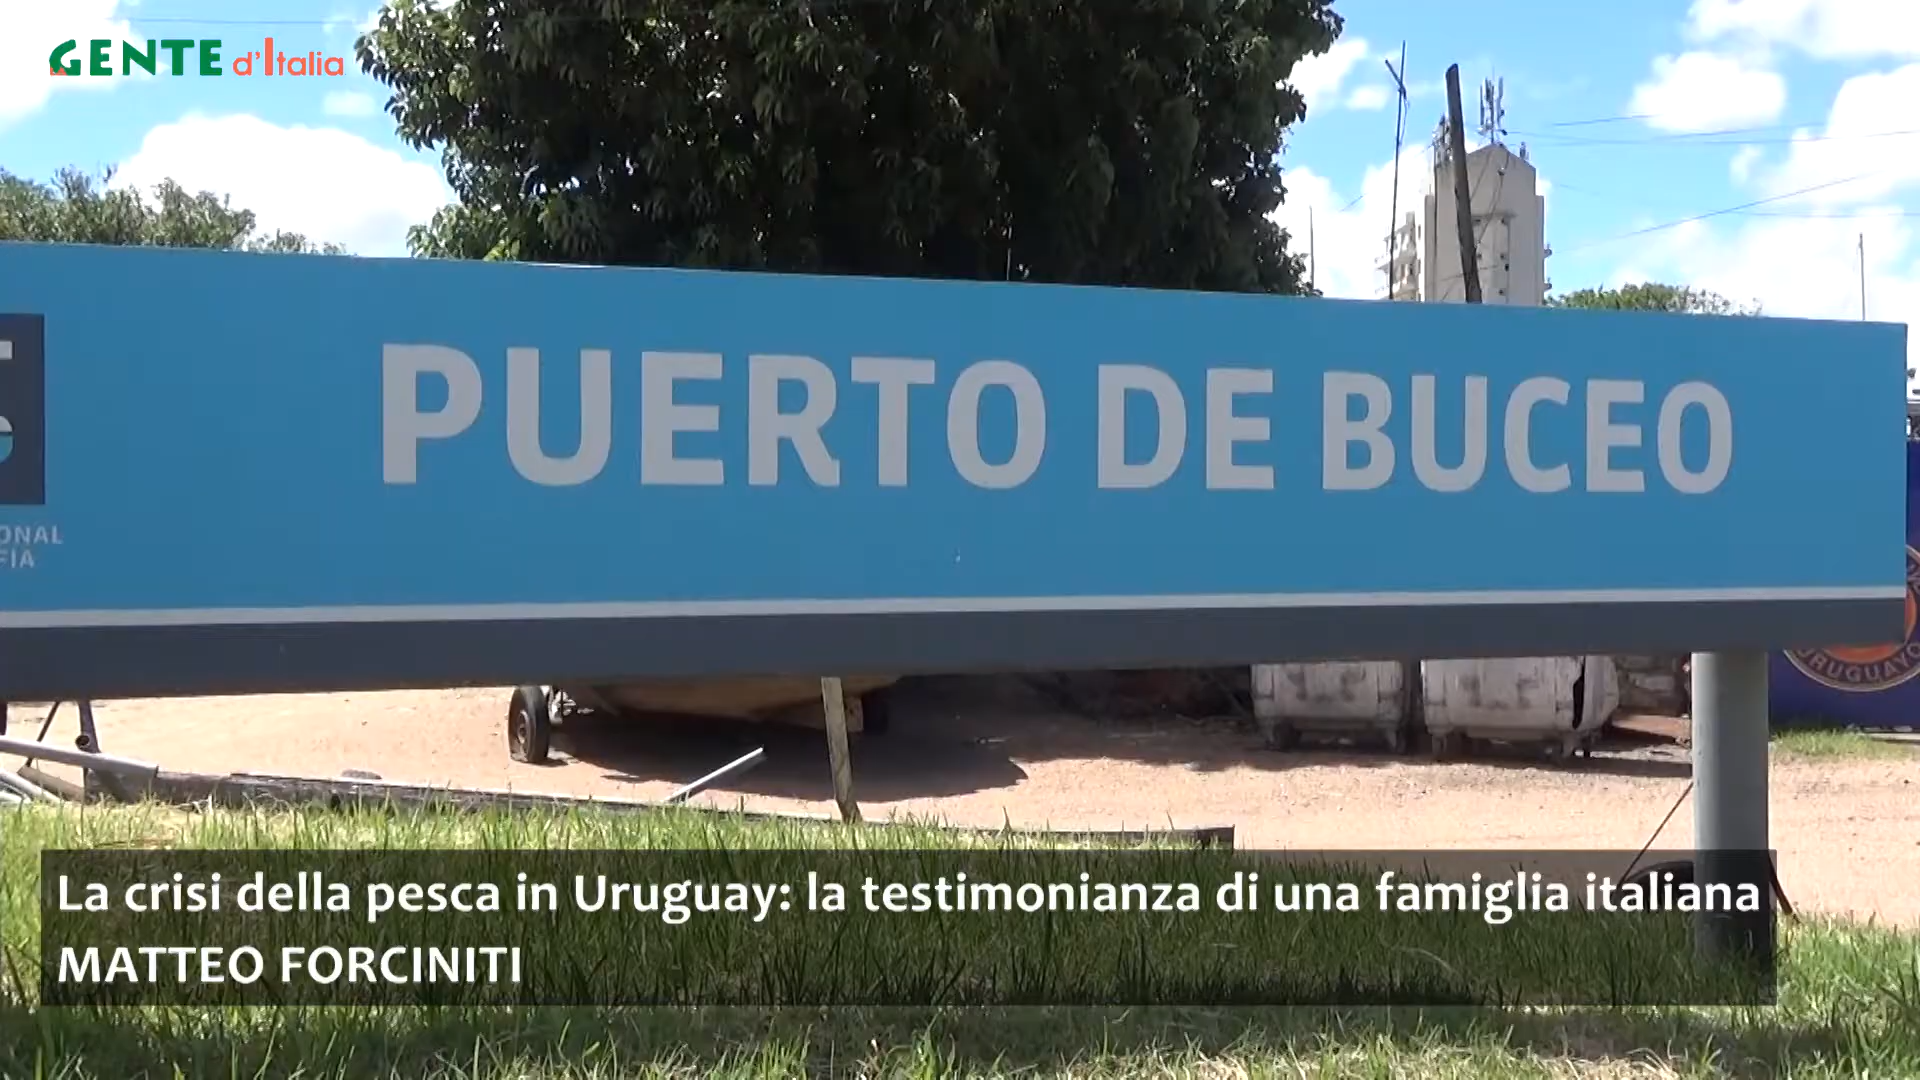 GENTE d'Italia
PUERTO DE BUCEO
La crisi della pesca in Uruguay: la testimonianza di una famiglia italiana
MATTEO FORCINITI